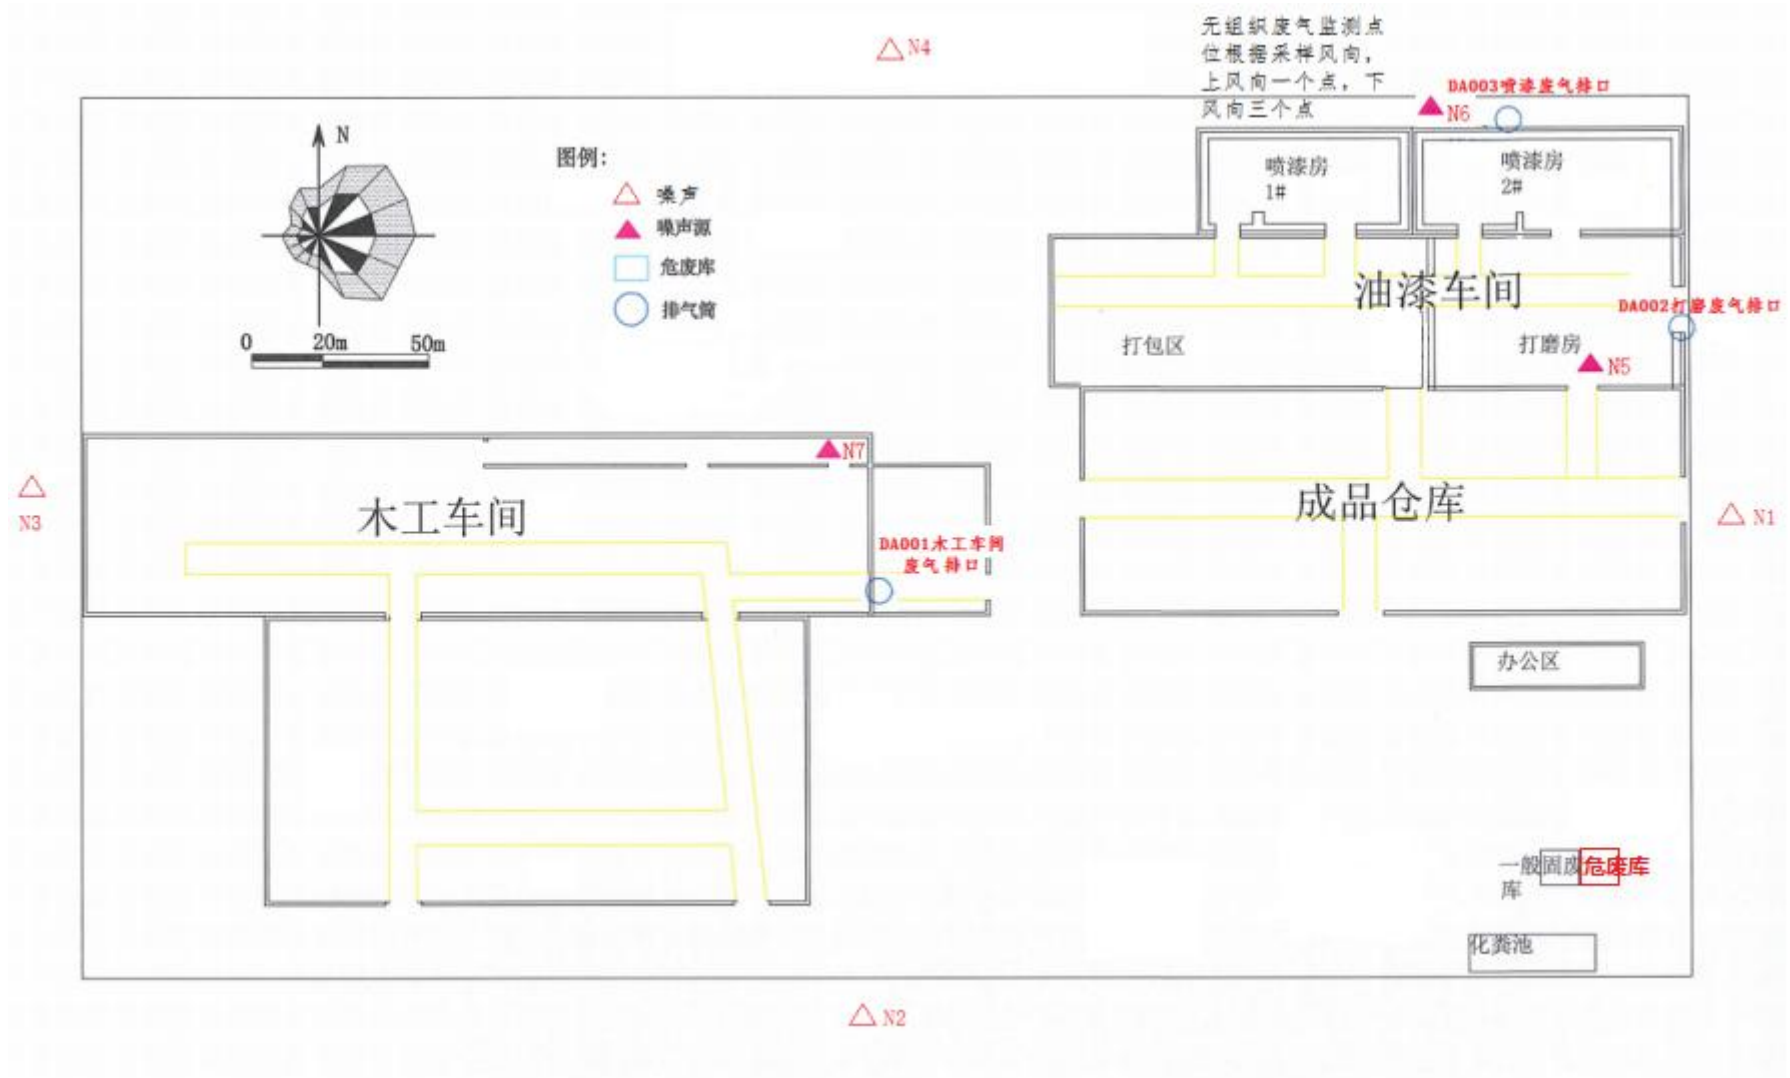 N4
无组织废气监测点
位根据采样风向，
上风向一个点，下
风向三个点
DA003喷漆废气排口
N6
N
图例：
噪声
噪声源
危废库
排气筒
0 20m 50m
喷漆房
1#
喷漆房
2#
油漆车间
DA002打磨废气排口
打包区
打磨房
N5
N7
木工车间
成品仓库
N3
N1
DA001木工车间
废气排口
办公区
一般固废
库
危废库
化粪池
N2